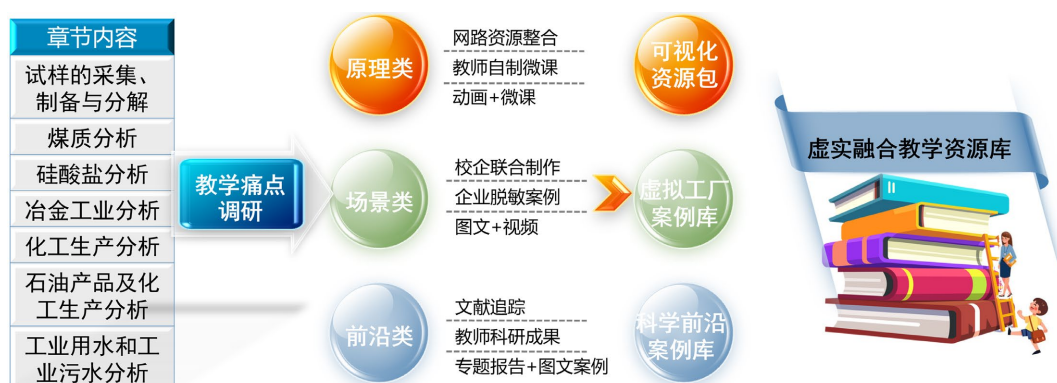 章节内容
试样的采集、
制备与分解
煤质分析
硅酸盐分析
冶金工业分析
化工生产分析
石油产品及化
工生产分析
工业用水和工
业污水分析
教学痛点
调研
原理类
网路资源整合
教师自制微课
动画+微课
可视化
资源包
场景类
校企联合制作
企业脱敏案例
图文+视频
虚拟工厂
案例库
前沿类
文献追踪
教师科研成果
专题报告+图文案例
科学前沿
案例库
虚实融合教学资源库